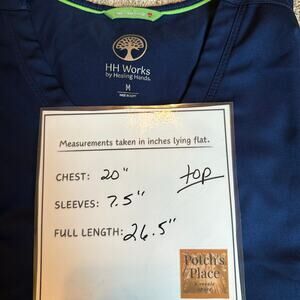 HH Works
by Healing Hands.
M
Measurements taken in inches lying flat.
CHEST: 20" top
SLEEVES: 7.5"
FULL LENGTH: 26.5"
Potch's
Place